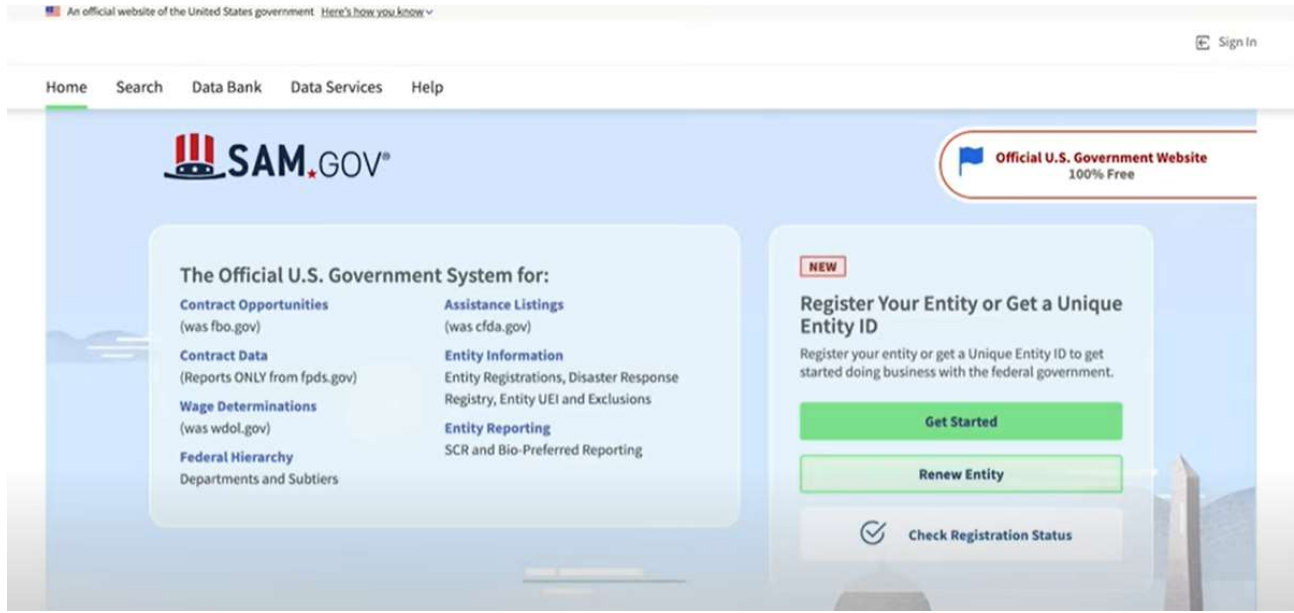 An official website of the United States government Here's how you know
Sign In
Home Search Data Bank Data Services Help
SAM.GOV®
Official U.S. Government Website
100% Free
The Official U.S. Government System for:
Contract Opportunities
(was fbo.gov)
Contract Data
(Reports ONLY from fpds.gov)
Wage Determinations
(was wdol.gov)
Federal Hierarchy
Departments and Subtiers
Assistance Listings
(was cfda.gov)
Entity Information
Entity Registrations, Disaster Response
Registry, Entity UEI and Exclusions
Entity Reporting
SCR and Bio-Preferred Reporting
NEW
Register Your Entity or Get a Unique
Entity ID
Register your entity or get a Unique Entity ID to get
started doing business with the federal government.
Get Started
Renew Entity
Check Registration Status